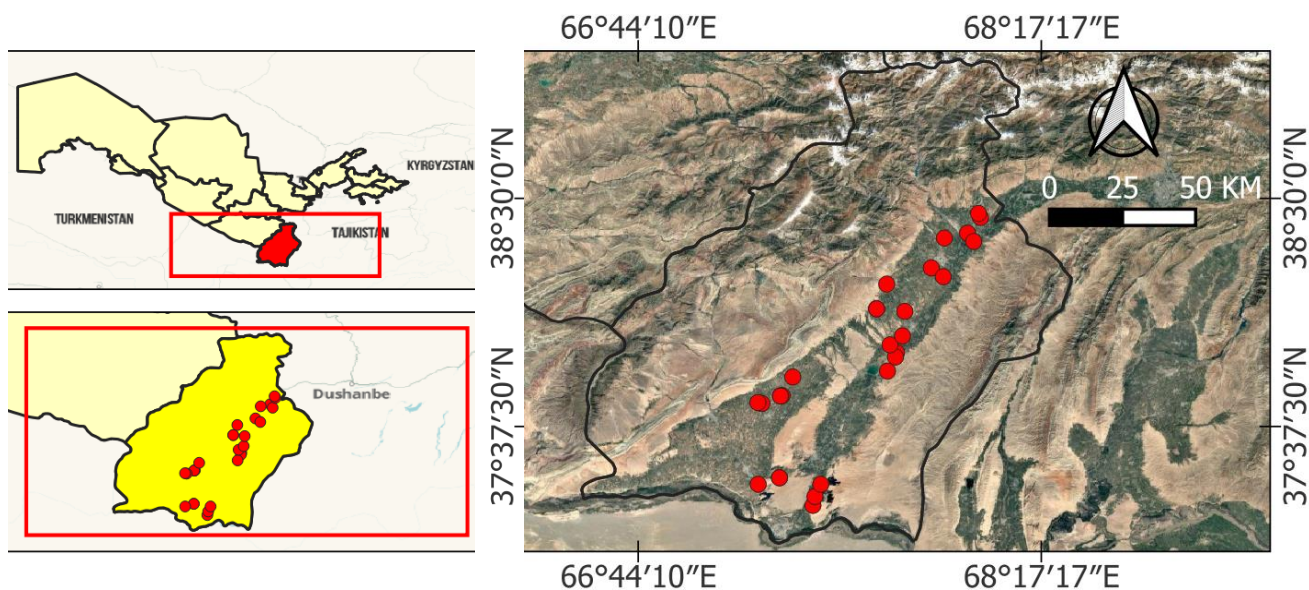 66°44′10″E
68°17′17″E
KYRGYZSTAN
TURKMENISTAN
TAJIKISTAN
38°30′0″N
38°30′0″N
0 25 50 KM
Dushanbe
37°37′30″N
37°37′30″N
66°44′10″E
68°17′17″E